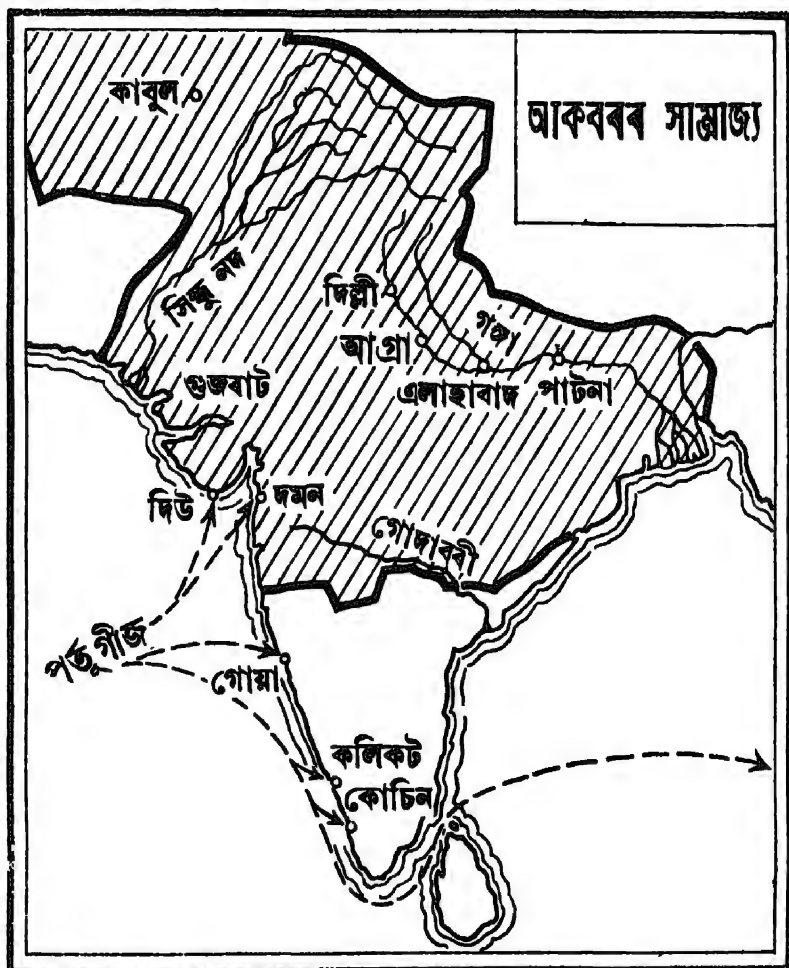 আকবৰৰ সাম্ৰাজ্য
কাবুল
সিন্ধু নদ
দিল্লী
আগ্ৰা
গঙ্গা
এলাহাবাদ
পাটনা
গুজৰাট
দিউ
দমন
গোদাবৰী
পৰ্তুগীজ
গোৱা
কলিকট
কোচিন